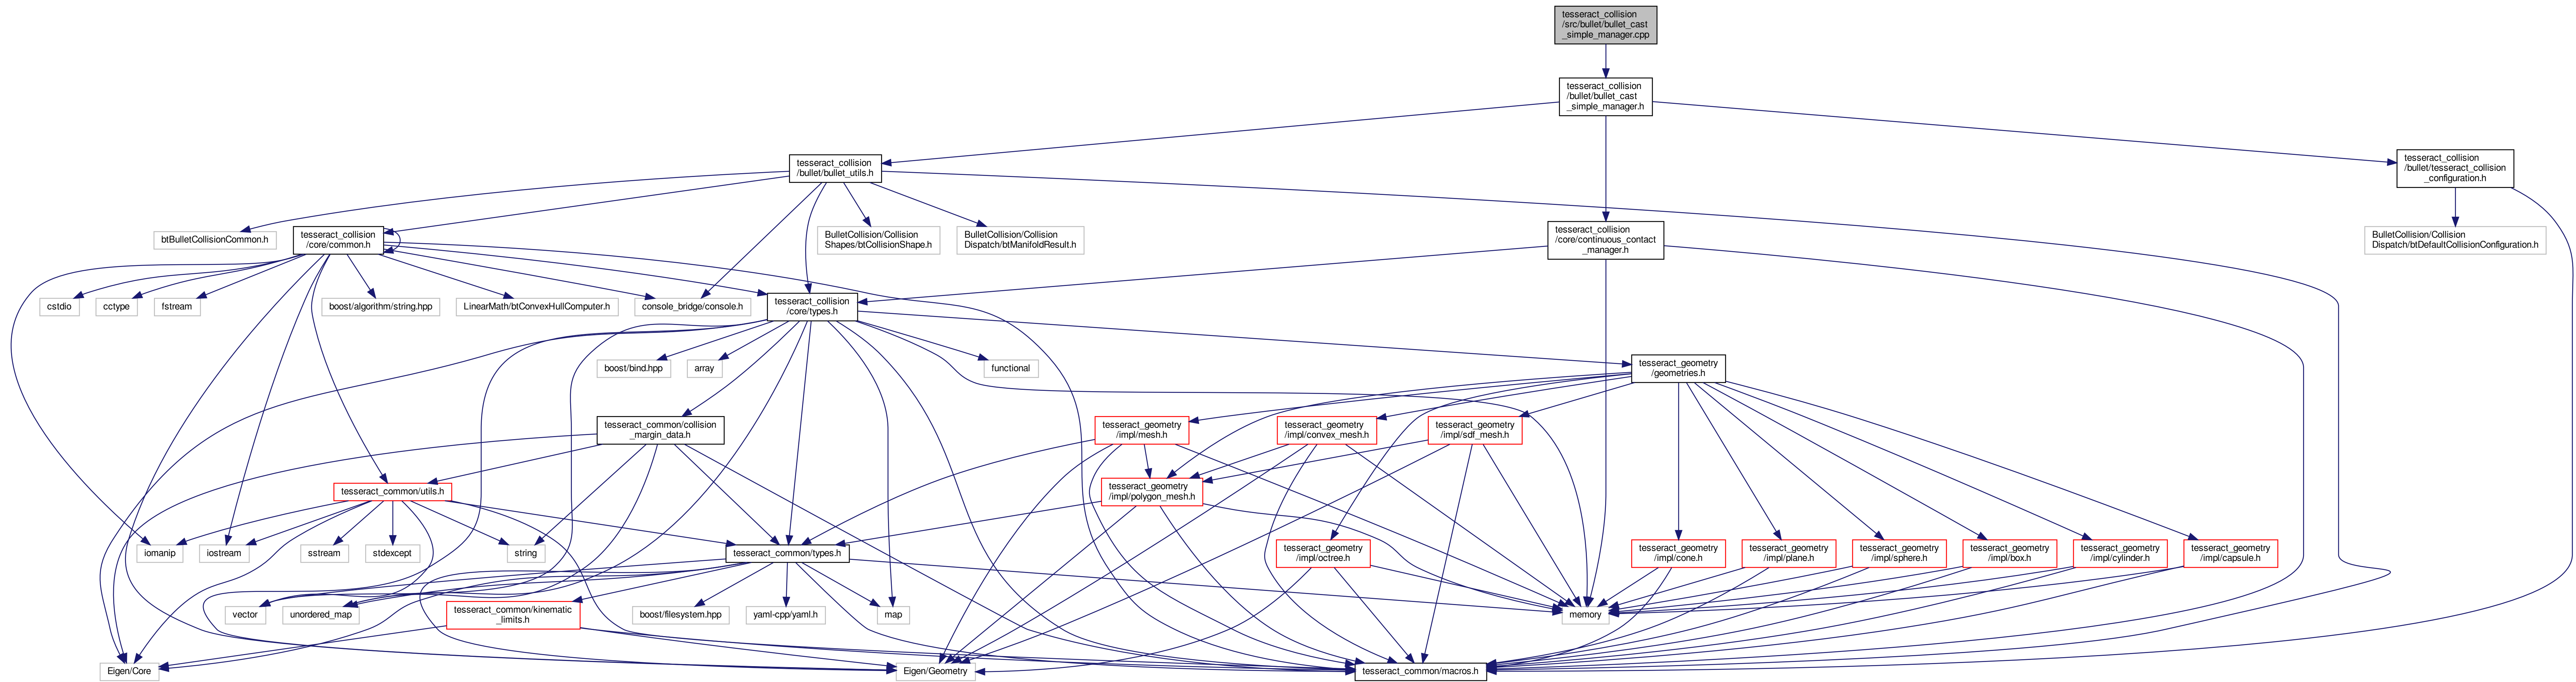 tesseract_collision
/src/bullet/bullet_cast
_simple_manager.cpp
tesseract_collision
/bullet/bullet_cast
_simple_manager.h
tesseract_collision
/bullet/bullet_utils.h
tesseract_collision
/bullet/tesseract_collision
_configuration.h
btBulletCollisionCommon.h
tesseract_collision
/core/common.h
BulletCollision/Collision
Shapes/btCollisionShape.h
BulletCollision/Collision
Dispatch/btManifoldResult.h
tesseract_collision
/core/continuous_contact
_manager.h
BulletCollision/Collision
Dispatch/btDefaultCollisionConfiguration.h
cstdio
cctype
fstream
boost/algorithm/string.hpp
LinearMath/btConvexHullComputer.h
console_bridge/console.h
tesseract_collision
/core/types.h
boost/bind.hpp
array
functional
tesseract_geometry
/geometries.h
tesseract_common/collision
_margin_data.h
tesseract_geometry
/impl/mesh.h
tesseract_geometry
/impl/convex_mesh.h
tesseract_geometry
/impl/sdf_mesh.h
tesseract_common/utils.h
tesseract_geometry
/impl/polygon_mesh.h
iomanip
iostream
sstream
stdexcept
string
tesseract_common/types.h
tesseract_geometry
/impl/octree.h
tesseract_geometry
/impl/cone.h
tesseract_geometry
/impl/plane.h
tesseract_geometry
/impl/sphere.h
tesseract_geometry
/impl/box.h
tesseract_geometry
/impl/cylinder.h
tesseract_geometry
/impl/capsule.h
vector
unordered_map
tesseract_common/kinematic
_limits.h
boost/filesystem.hpp
yaml-cpp/yaml.h
map
memory
Eigen/Core
Eigen/Geometry
tesseract_common/macros.h